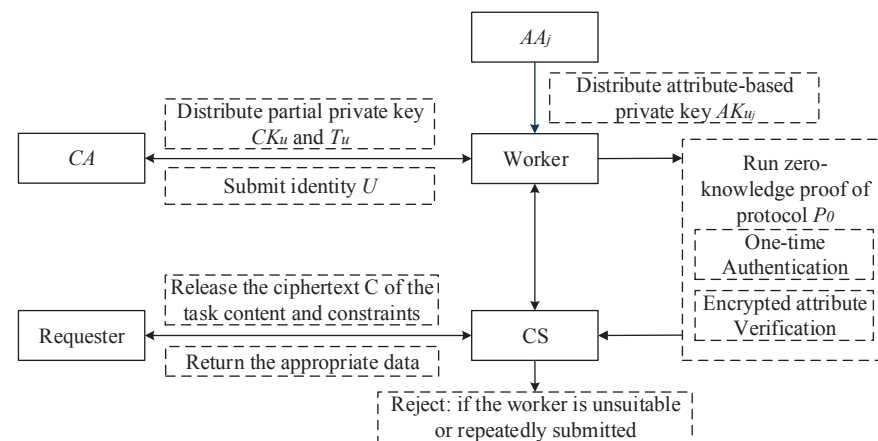 AAj
Distribute attribute-based
private key AKuj
Distribute partial private key
CKu and Tu
CA
Worker
Submit identity U
Run zero-
knowledge proof of
protocol P0
One-time
Authentication
Encrypted attribute
Verification
Release the ciphertext C of the
task content and constraints
Requester
CS
Return the appropriate data
Reject: if the worker is unsuitable
or repeatedly submitted